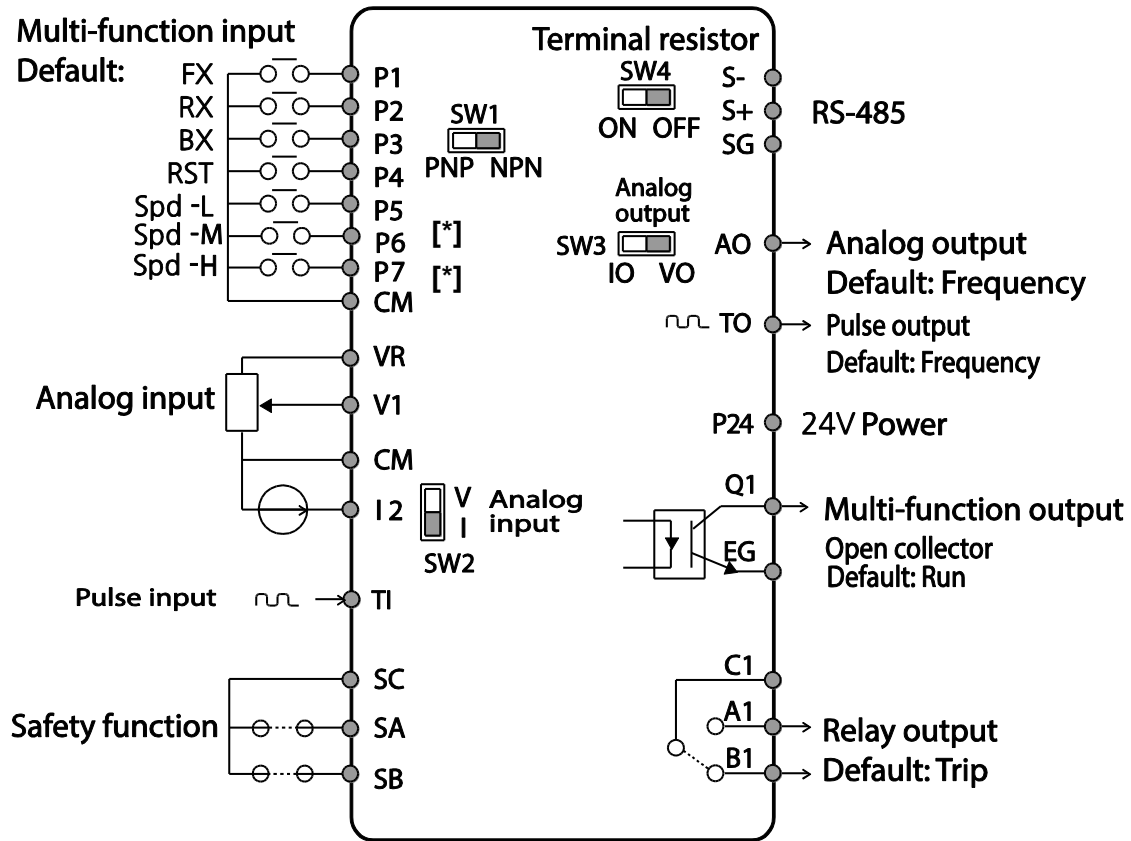 Multi-function input
Default:
FX
P1
RX
P2
BX
P3
RST
P4
Spd -L
P5
Spd -M
P6
[*]
Spd -H
P7
[*]
CM
SW1
PNP NPN
Terminal resistor
SW4
ON OFF
S-
S+
SG
RS-485
Analog
output
SW3
IO VO
AO
Analog output
Default: Frequency
TO
Pulse output
Default: Frequency
Analog input
VR
V1
CM
I 2
V
I
Analog
input
SW2
P24
24V Power
Q1
EG
Multi-function output
Open collector
Default: Run
Pulse input
TI
Safety function
SC
SA
SB
C1
A1
B1
Relay output
Default: Trip